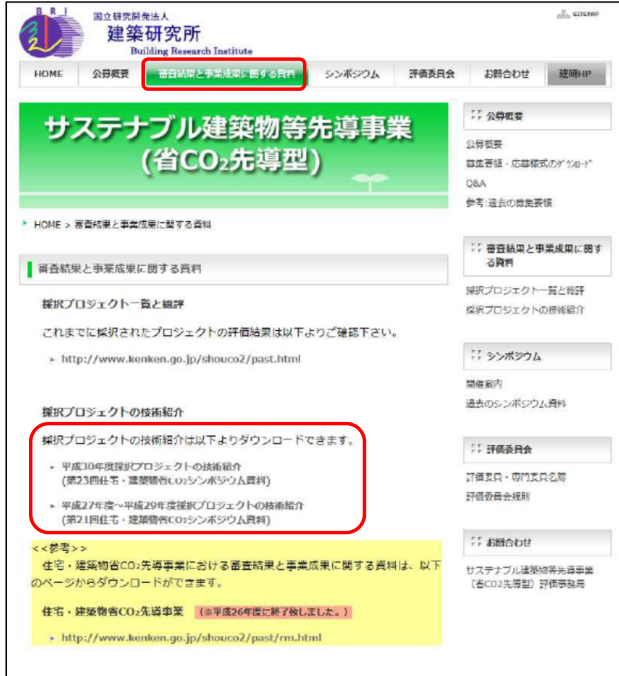 B R I
国立研究開発法人
建築研究所
Building Research Institute
SITEMAP
HOME 公募概要 審査結果と事業成果に関する資料 シンポジウム 評価委員会 お問合わせ 建研HP
サステナブル建築物等先導事業
(省CO₂先導型)
HOME > 審査結果と事業成果に関する資料
審査結果と事業成果に関する資料
採択プロジェクト一覧と総評
これまでに採択されたプロジェクトの評価結果は以下よりご確認下さい。
http://www.kenken.go.jp/shouco2/past.html
採択プロジェクトの技術紹介
採択プロジェクトの技術紹介は以下よりダウンロードできます。
平成30年度採択プロジェクトの技術紹介
(第23回住宅・建築物省CO₂シンポジウム資料)
平成27年度~平成29年度採択プロジェクトの技術紹介
(第21回住宅・建築物省CO₂シンポジウム資料)
<<参考>>
住宅・建築物省CO₂先導事業における審査結果と事業成果に関する資料は、以下
のページからダウンロードができます。
住宅・建築物省CO₂先導事業 (※平成26年度に終了致しました。)
http://www.kenken.go.jp/shouco2/past/rm.html
公募概要
公募概要
募集要領・応募様式のダウンロード
Q&A
参考:過去の募集要領
審査結果と事業成果に関す
る資料
採択プロジェクト一覧と総評
採択プロジェクトの技術紹介
シンポジウム
開催案内
過去のシンポジウム資料
評価委員会
評価委員・専門委員名簿
評価委員会規則
お問合わせ
サステナブル建築物等先導事業
(省CO2先導型) 評価事務局